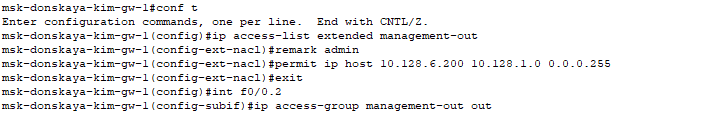 msk-donskaya-kim-gw-1#conf t
Enter configuration commands, one per line.  End with CNTL/Z.
msk-donskaya-kim-gw-1(config)#ip access-list extended management-out
msk-donskaya-kim-gw-1(config-ext-nacl)#remark admin
msk-donskaya-kim-gw-1(config-ext-nacl)#permit ip host 10.128.6.200 10.128.1.0 0.0.0.255
msk-donskaya-kim-gw-1(config-ext-nacl)#exit
msk-donskaya-kim-gw-1(config)#int f0/0.2
msk-donskaya-kim-gw-1(config-subif)#ip access-group management-out out